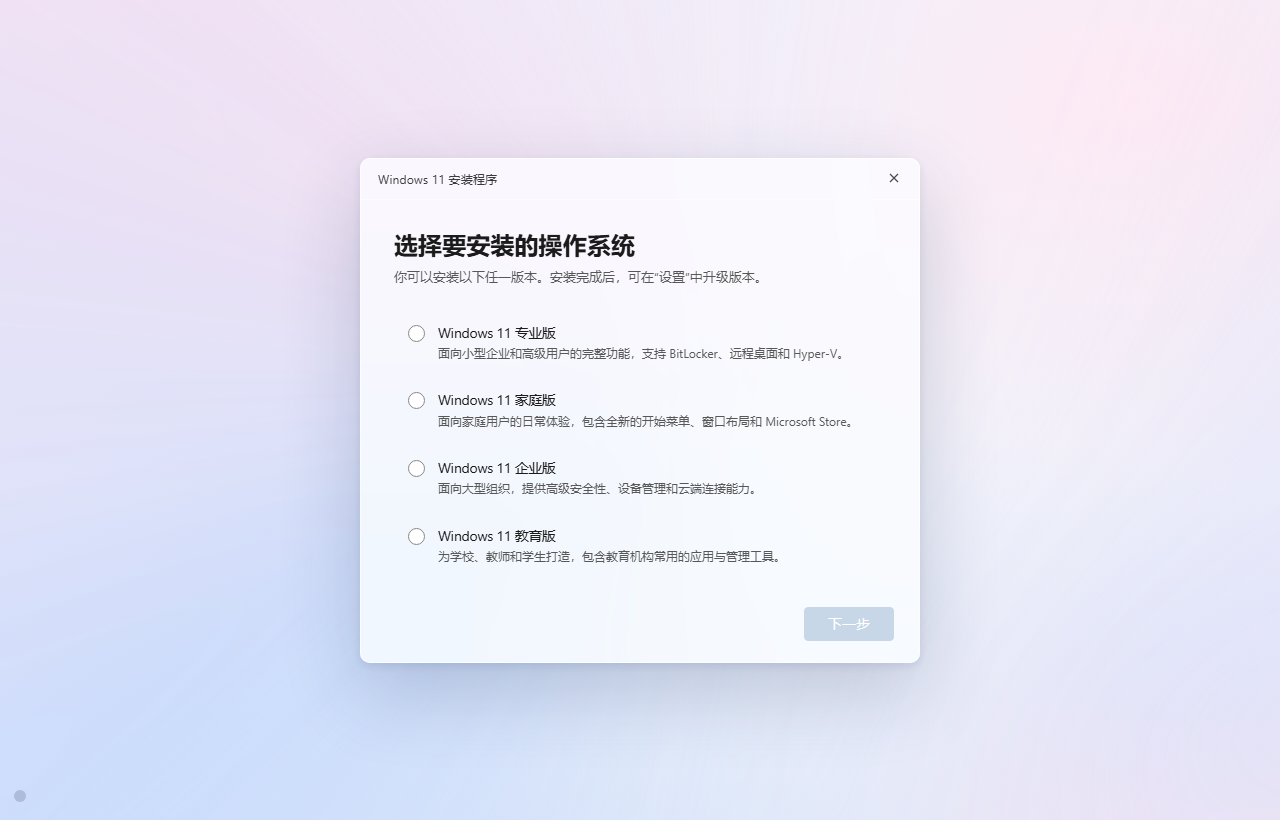 Windows 11 安装程序
选择要安装的操作系统
你可以安装以下任一版本。安装完成后，可在“设置”中升级版本。
Windows 11 专业版
面向小型企业和高级用户的完整功能，支持 BitLocker、远程桌面和 Hyper-V。
Windows 11 家庭版
面向家庭用户的日常体验，包含全新的开始菜单、窗口布局和 Microsoft Store。
Windows 11 企业版
面向大型组织，提供高级安全性、设备管理和云端连接能力。
Windows 11 教育版
为学校、教师和学生打造，包含教育机构常用的应用与管理工具。
下一步